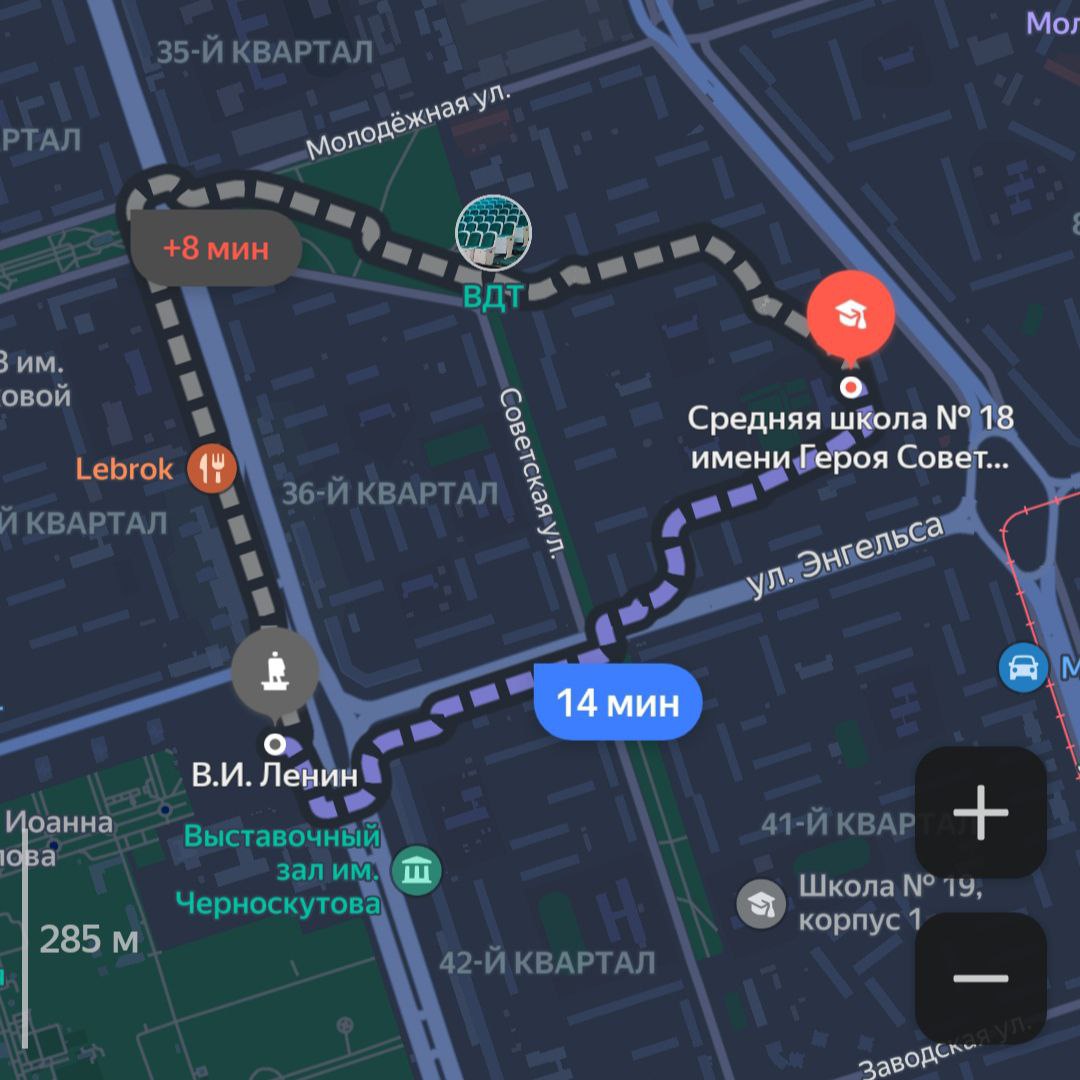 Мол
35-Й КВАРТАЛ
Молодёжная ул.
РТАЛ
+8 мин
ВДТ
3 им.
овой
Средняя школа № 18
имени Героя Совет...
Советская ул.
Lebrok
36-Й КВАРТАЛ
Й КВАРТАЛ
ул. Энгельса
М
14 мин
В.И. Ленин
Иоанна
лова
Выставочный
зал им.
Черноскутова
41-Й КВАРТАЛ
Школа № 19,
корпус 1
285 м
42-Й КВАРТАЛ
Заводская ул.